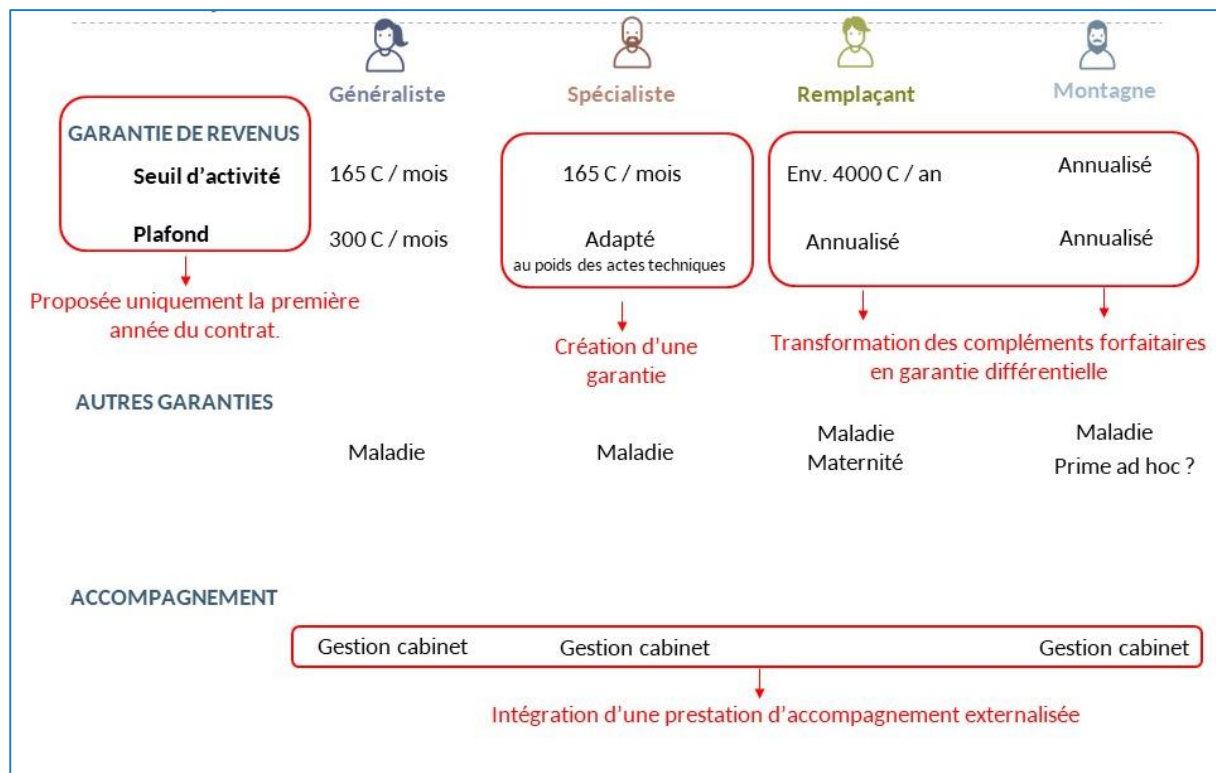 Généraliste
Spécialiste
Remplaçant
Montagne
GARANTIE DE REVENUS
Seuil d’activité
165 C / mois
165 C / mois
Env. 4000 C / an
Annualisé
Plafond
300 C / mois
Adapté
au poids des actes techniques
Annualisé
Annualisé
Proposée uniquement la première
année du contrat.
Création d’une
garantie
Transformation des compléments forfaitaires
en garantie différentielle
AUTRES GARANTIES
Maladie
Maladie
Maladie
Maternité
Maladie
Prime ad hoc ?
ACCOMPAGNEMENT
Gestion cabinet
Gestion cabinet
Gestion cabinet
Intégration d’une prestation d’accompagnement externalisée